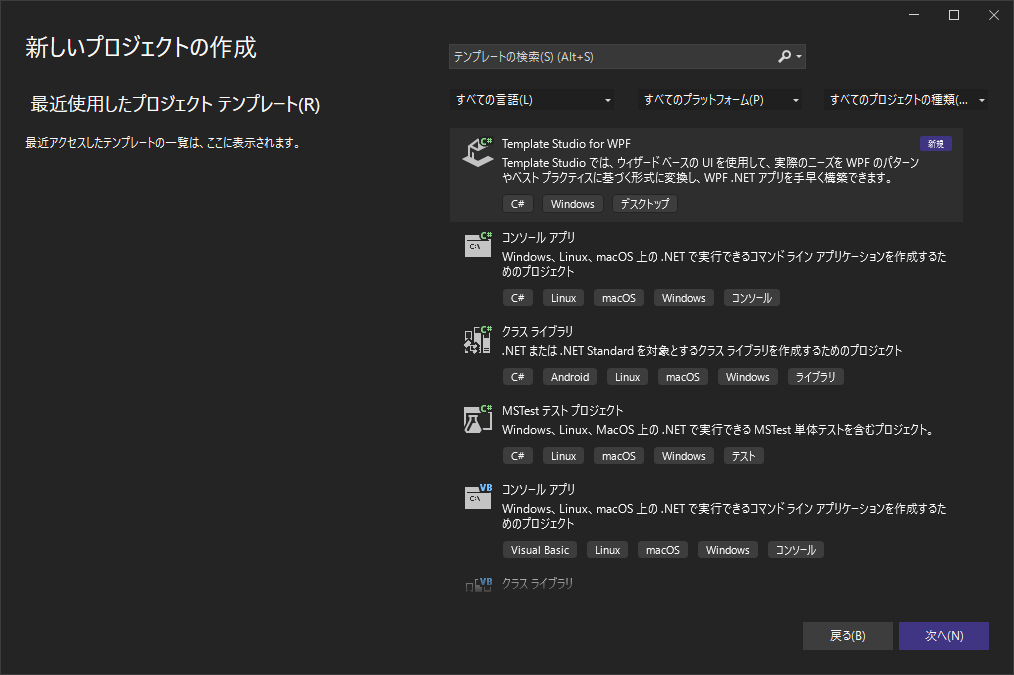 新しいプロジェクトの作成
最近使用したプロジェクト テンプレート(R)
最近アクセスしたテンプレートの一覧は、ここに表示されます。
テンプレートの検索(S) (Alt+S)
すべての言語(L)
すべてのプラットフォーム(P)
すべてのプロジェクトの種類(...
C#
Template Studio for WPF
新規
Template Studio では、ウィザード ベースの UI を使用して、実際のニーズを WPF のパターン
やベスト プラクティスに基づく形式に変換し、WPF .NET アプリを手早く構築できます。
C# Windows デスクトップ
C#
C:\
コンソール アプリ
Windows、Linux、macOS 上の .NET で実行できるコマンド ライン アプリケーションを作成するた
めのプロジェクト
C# Linux macOS Windows コンソール
C#
クラス ライブラリ
.NET または .NET Standard を対象とするクラス ライブラリを作成するためのプロジェクト
C# Android Linux macOS Windows ライブラリ
C#
MSTest テスト プロジェクト
Windows、Linux、MacOS 上の .NET で実行できる MSTest 単体テストを含むプロジェクト。
C# Linux macOS Windows テスト
VB
C:\
コンソール アプリ
Windows、Linux、macOS 上の .NET で実行できるコマンド ライン アプリケーションを作成するた
めのプロジェクト
Visual Basic Linux macOS Windows コンソール
VB
クラス ライブラリ
戻る(B)
次へ(N)